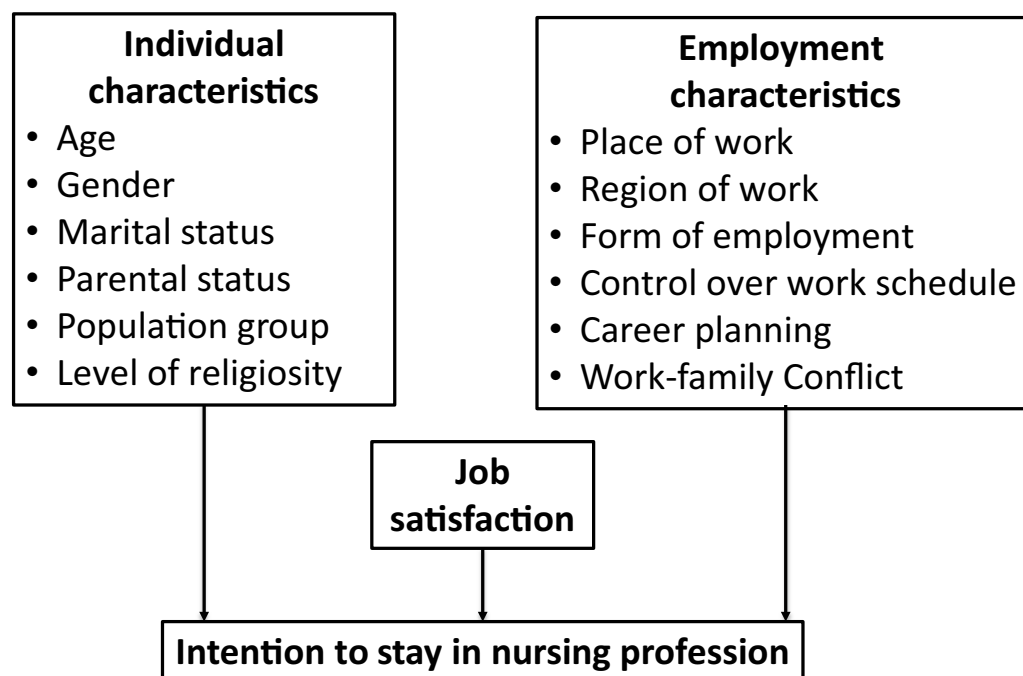 Individual
characteristics
• Age
• Gender
• Marital status
• Parental status
• Population group
• Level of religiosity
Employment
characteristics
• Place of work
• Region of work
• Form of employment
• Control over work schedule
• Career planning
• Work-family Conflict
Job
satisfaction
Intention to stay in nursing profession